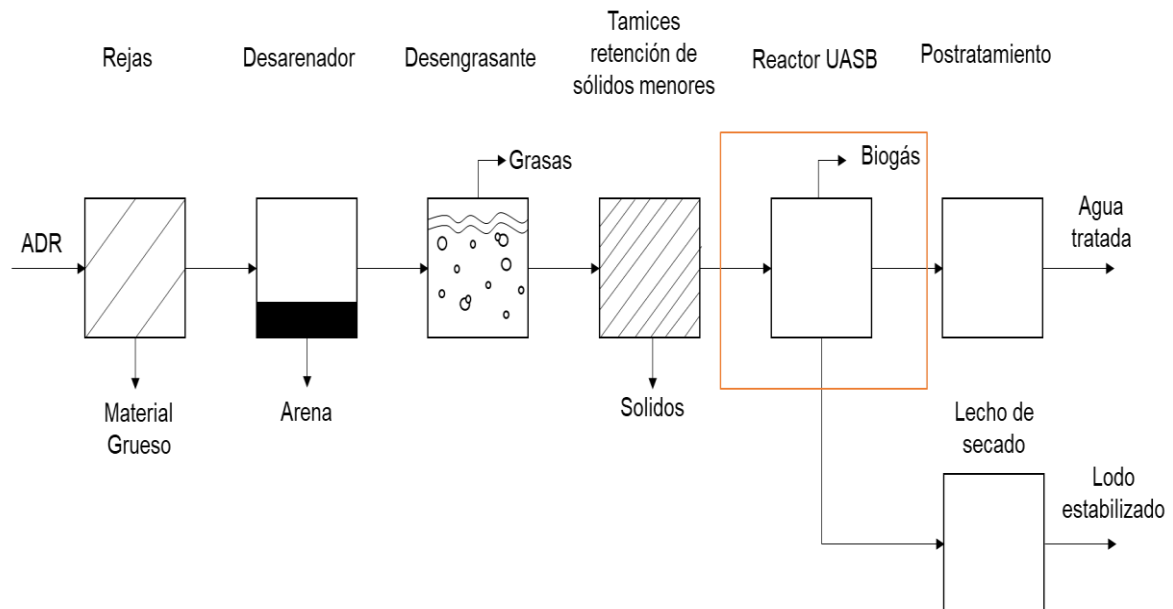 Rejas
Desarenador
Desengrasante
Tamices
retención de
sólidos menores
Reactor UASB
Postratamiento
Grasas
Biogás
ADR
Agua
tratada
Material
Grueso
Arena
Solidos
Lecho de
secado
Lodo
estabilizado